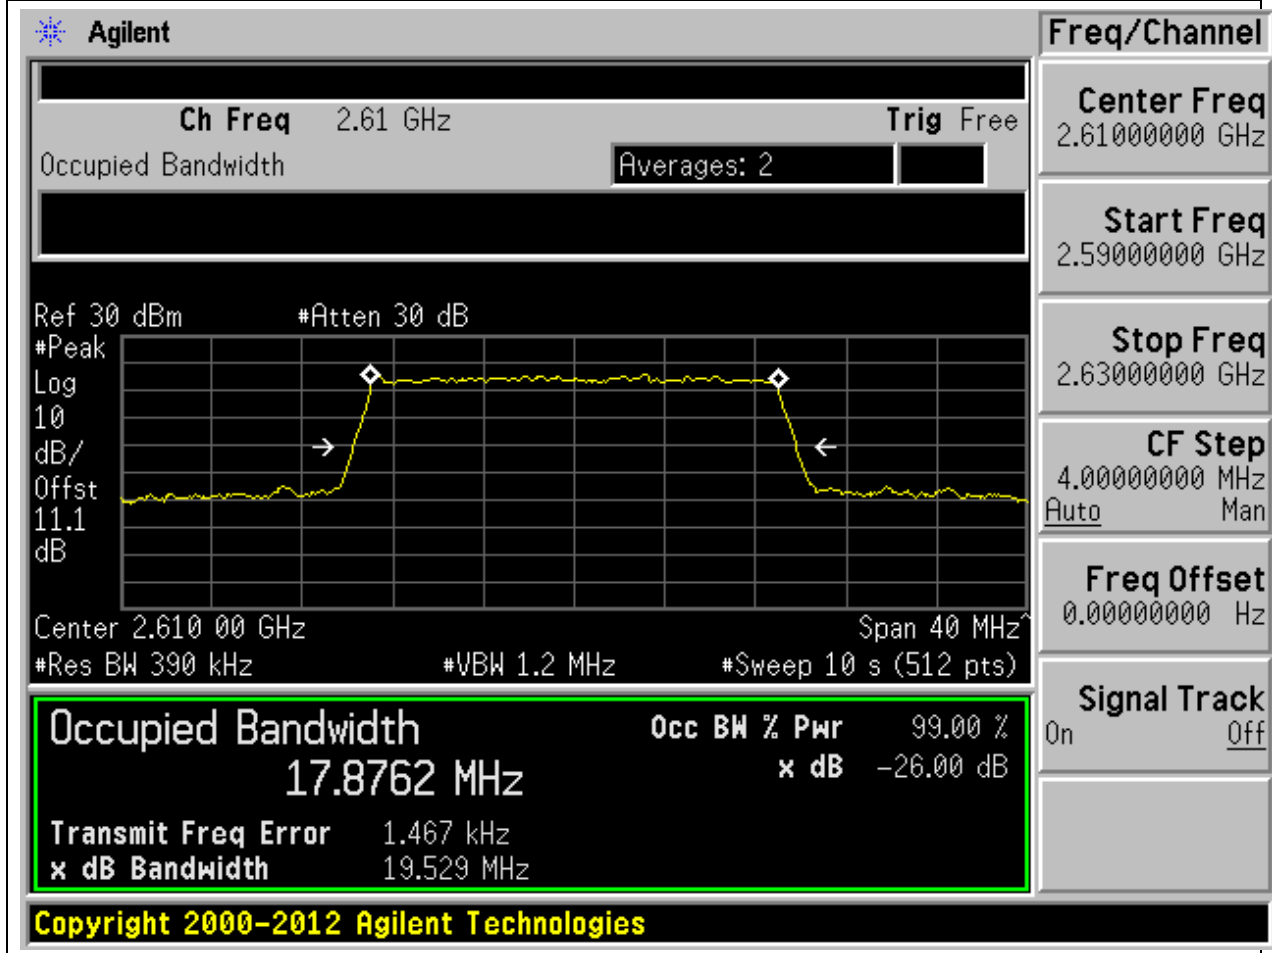 Agilent
Freq/Channel
Ch Freq 2.61 GHz Trig Free
Occupied Bandwidth Averages: 2
Center Freq
2.61000000 GHz
Start Freq
2.59000000 GHz
Stop Freq
2.63000000 GHz
CF Step
4.00000000 MHz
Auto Man
Freq Offset
0.00000000 Hz
Signal Track
On Off
Ref 30 dBm #Atten 30 dB
#Peak
Log
10
dB/
Offst
11.1
dB
Center 2.610 00 GHz Span 40 MHz^
#Res BW 390 kHz #VBW 1.2 MHz #Sweep 10 s (512 pts)
Occupied Bandwidth Occ BW % Pwr 99.00 %
17.8762 MHz x dB -26.00 dB
Transmit Freq Error 1.467 kHz
x dB Bandwidth 19.529 MHz
Copyright 2000-2012 Agilent Technologies